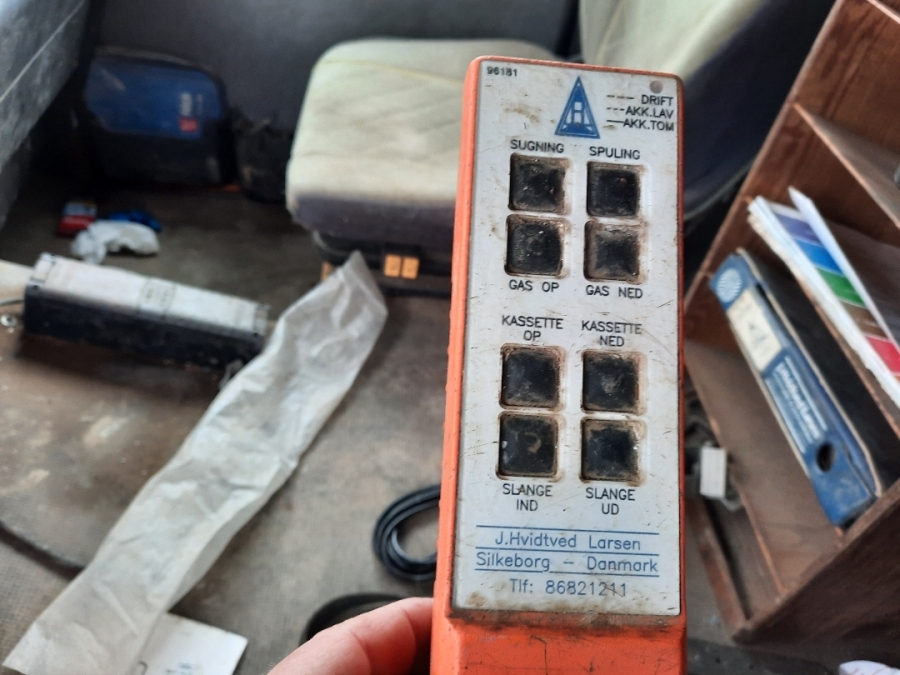 96181
--- DRIFT
---AKK.LAV
—AKK.TOM
SUGNING SPULING
GAS OP GAS NED
KASSETTE OP KASSETTE NED
SLANGE IND SLANGE UD
J.Hvidtved Larsen
Silkeborg – Danmark
Tlf: 86821211